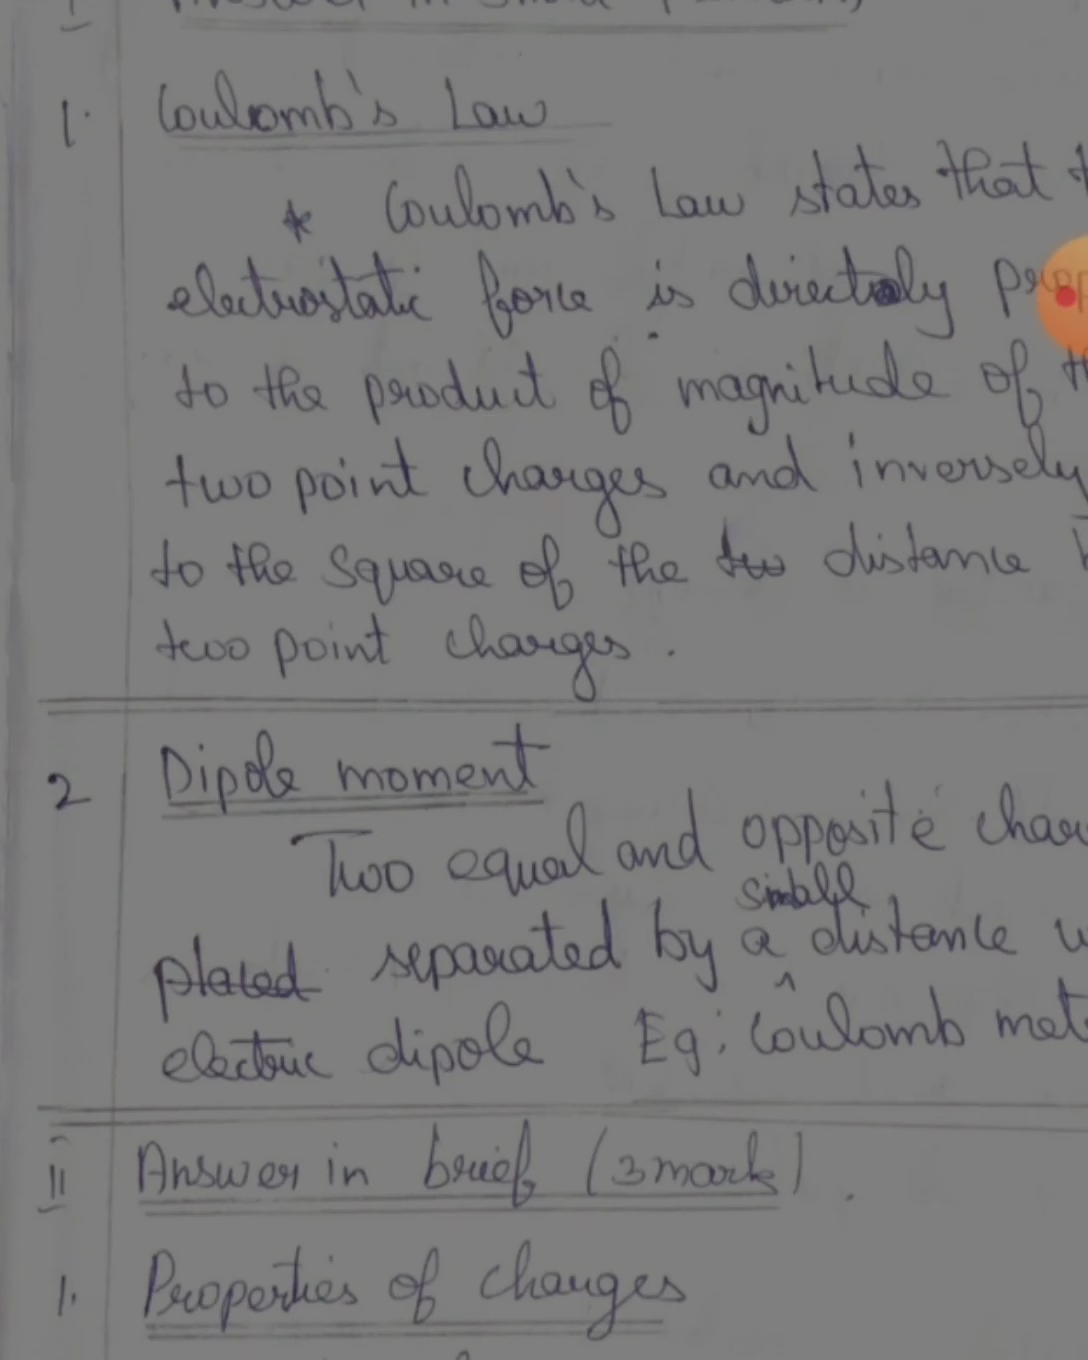 1. Coulomb's Law
* Coulomb's Law states that
electrostatic force is directly
to the product of magnitude of
two point charges and inversely
to the square of the two distance
two point charges.
2 Dipole moment
Two equal and opposite
small
placed separated by a distance
electric dipole Eg: Coulomb
II Answer in brief (3 mark).
1. Properties of charges